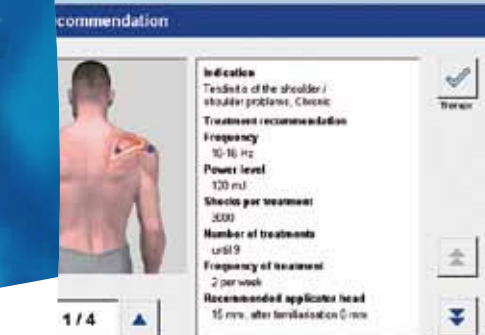 commendation
Indication
Tendinitis of the shoulder /
shoulder problems, Chronic
Treatment recommendation
Frequency
10-16 Hz
Power level
120 mJ
Shocks per treatment
3000
Number of treatments
until 9
Frequency of treatment
2 per week
Recommended applicator head
15 mm, after familiarisation 6 mm
Therapy
1/4